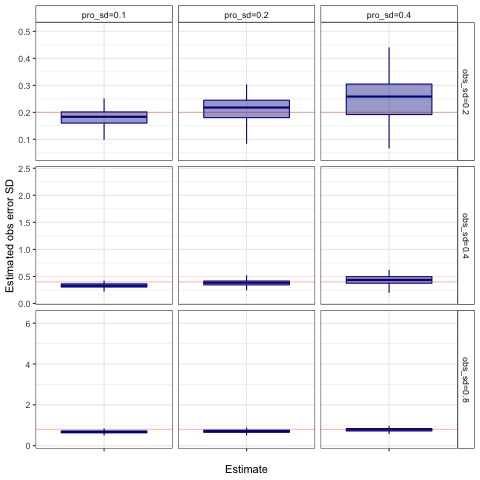 pro_sd=0.1
pro_sd=0.2
pro_sd=0.4
0.5
0.4
0.3
0.2
0.1
obs_sd=0.2
2.5
2.0
1.5
1.0
0.5
0.0
obs_sd=0.4
6
4
2
0
obs_sd=0.8
Estimated obs error SD
Estimate